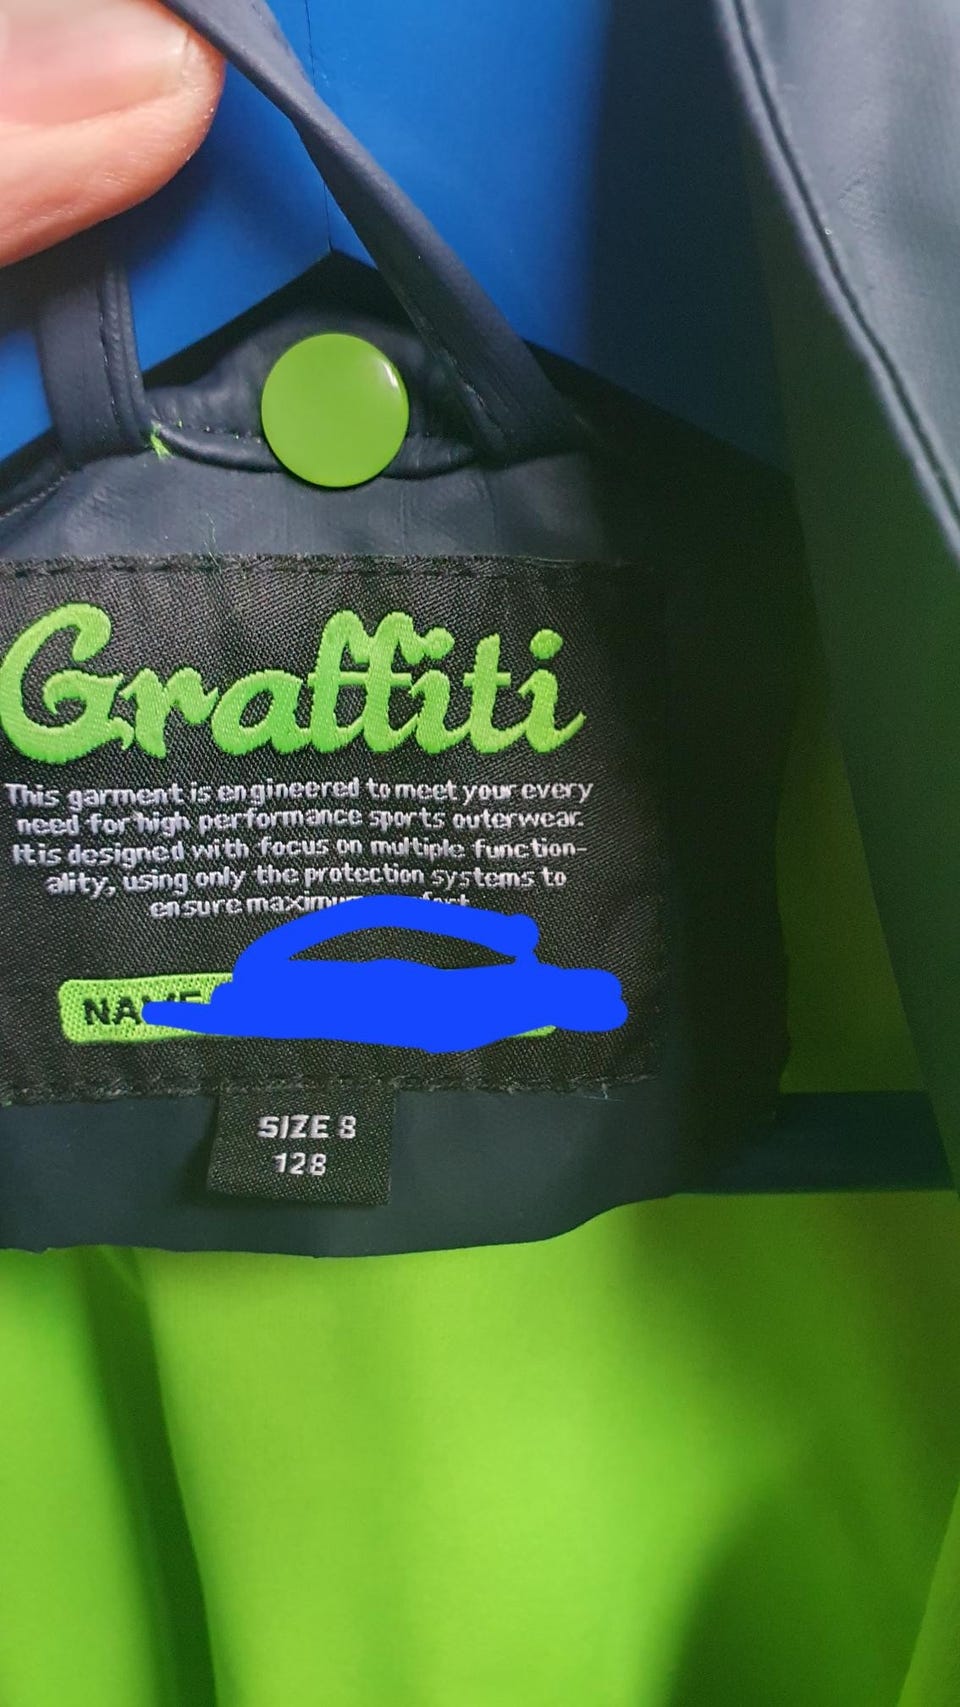 Graffiti
This garment is engineered to meet your every
need for high performance sports outerwear.
It is designed with focus on multiple function-
ality, using only the protection systems to
ensure
SIZE 8
128